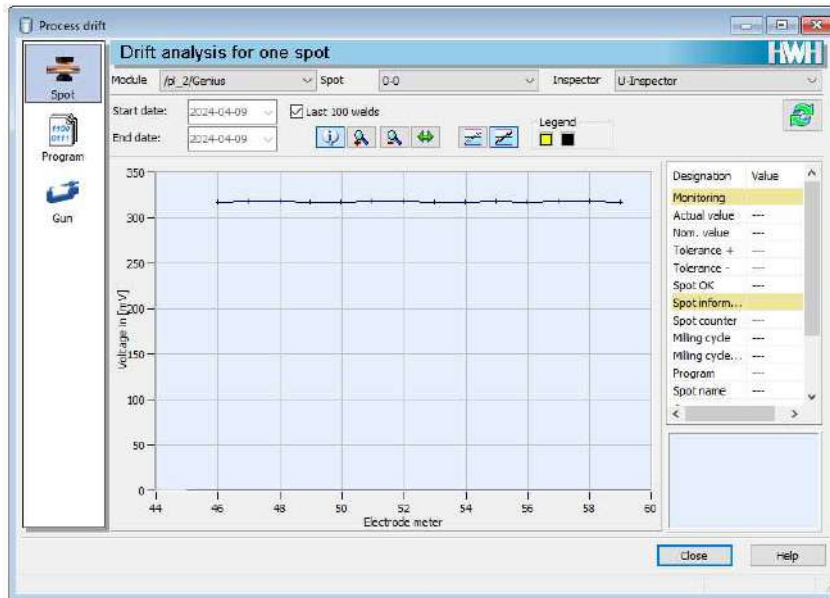 Process drift
Drift analysis for one spot
HWH
Spot
Program
Gun
Module /pl_2/Genius Spot 0-0 Inspector U-Inspector
Start date: 2024-04-09 Last 100 welds
End date: 2024-04-09
Legend
Voltage in [mV]
350
300
250
200
150
100
50
0
44 46 48 50 52 54 56 58 60
Electrode meter
Designation Value
Monitoring
Actual value ---
Nom. value ---
Tolerance + ---
Tolerance - ---
Spot OK ---
Spot inform...
Spot counter ---
Milling cycle ---
Milling cycle... ---
Program ---
Spot name ---
Close Help